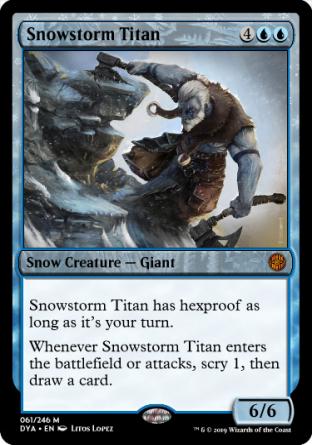 Snowstorm Titan 4
Snow Creature — Giant
Snowstorm Titan has hexproof as
long as it's your turn.
Whenever Snowstorm Titan enters
the battlefield or attacks, scry 1, then
draw a card.
6/6
061/246 M
DYA • EN Litos Lopez
™ & © 2019 Wizards of the Coast